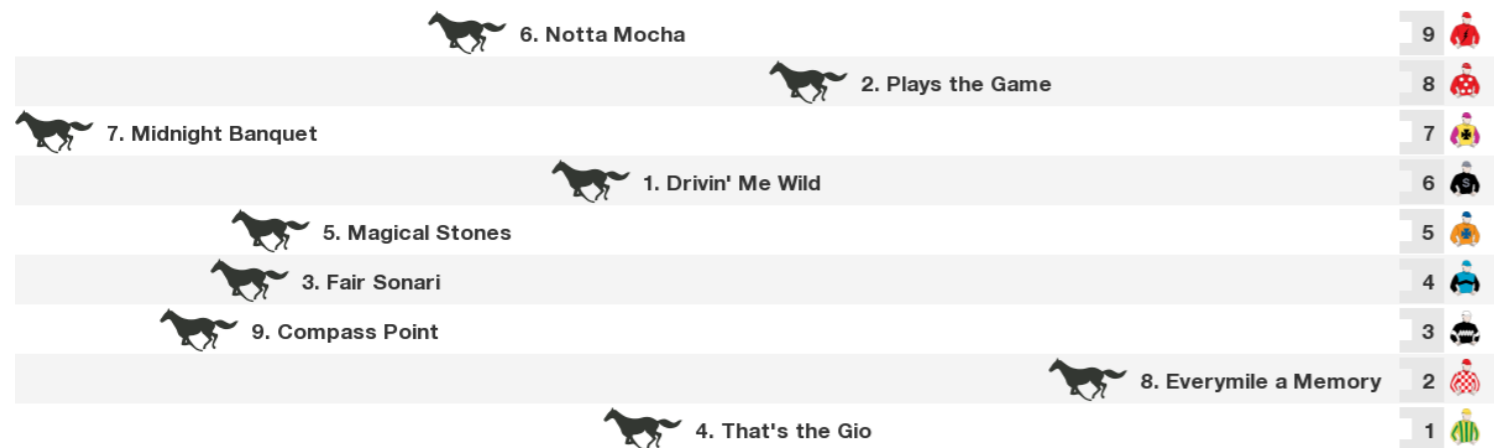 6. Notta Mocha 9
2. Plays the Game 8
7. Midnight Banquet 7
1. Drivin' Me Wild 6
S
5. Magical Stones 5
3. Fair Sonari 4
9. Compass Point 3
8. Everymile a Memory 2
4. That's the Gio 1